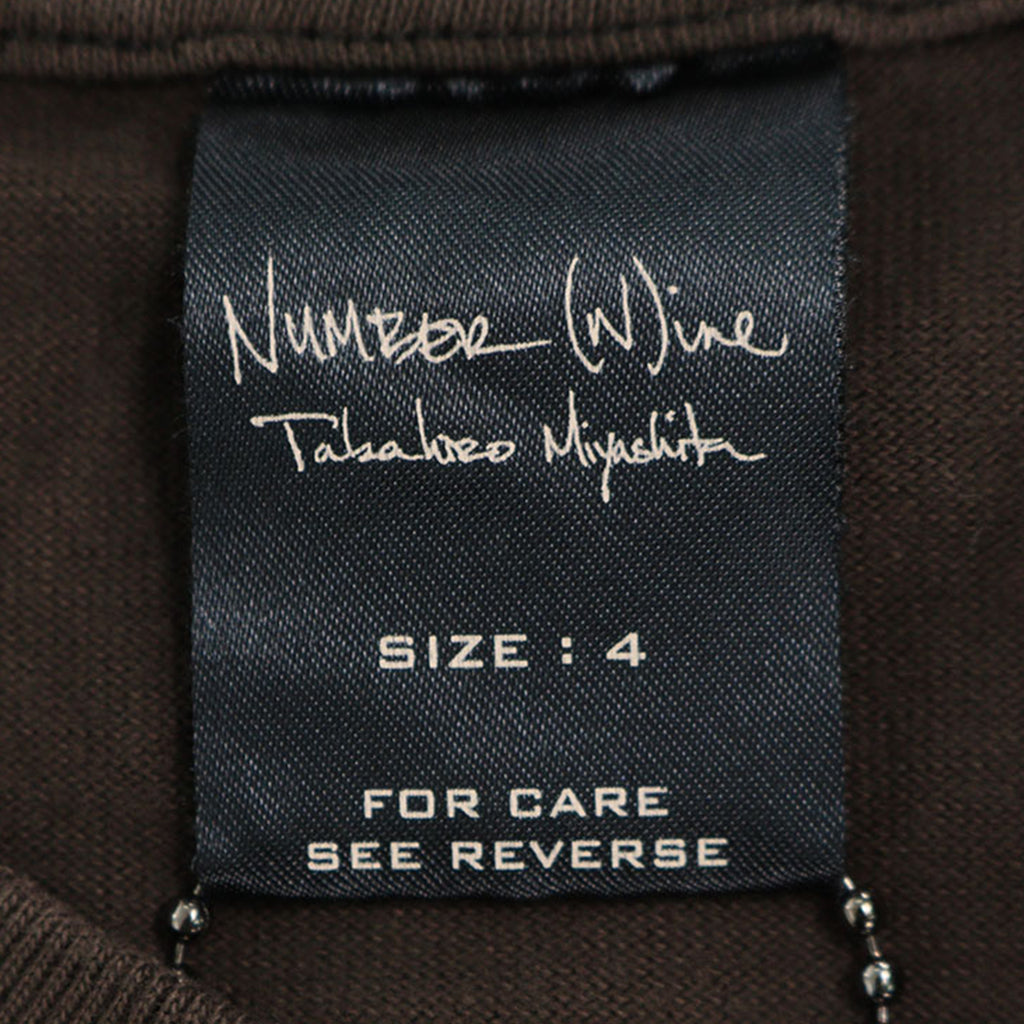 NUMBER (N)ine
Takahiro Miyashita
SIZE : 4
FOR CARE
SEE REVERSE